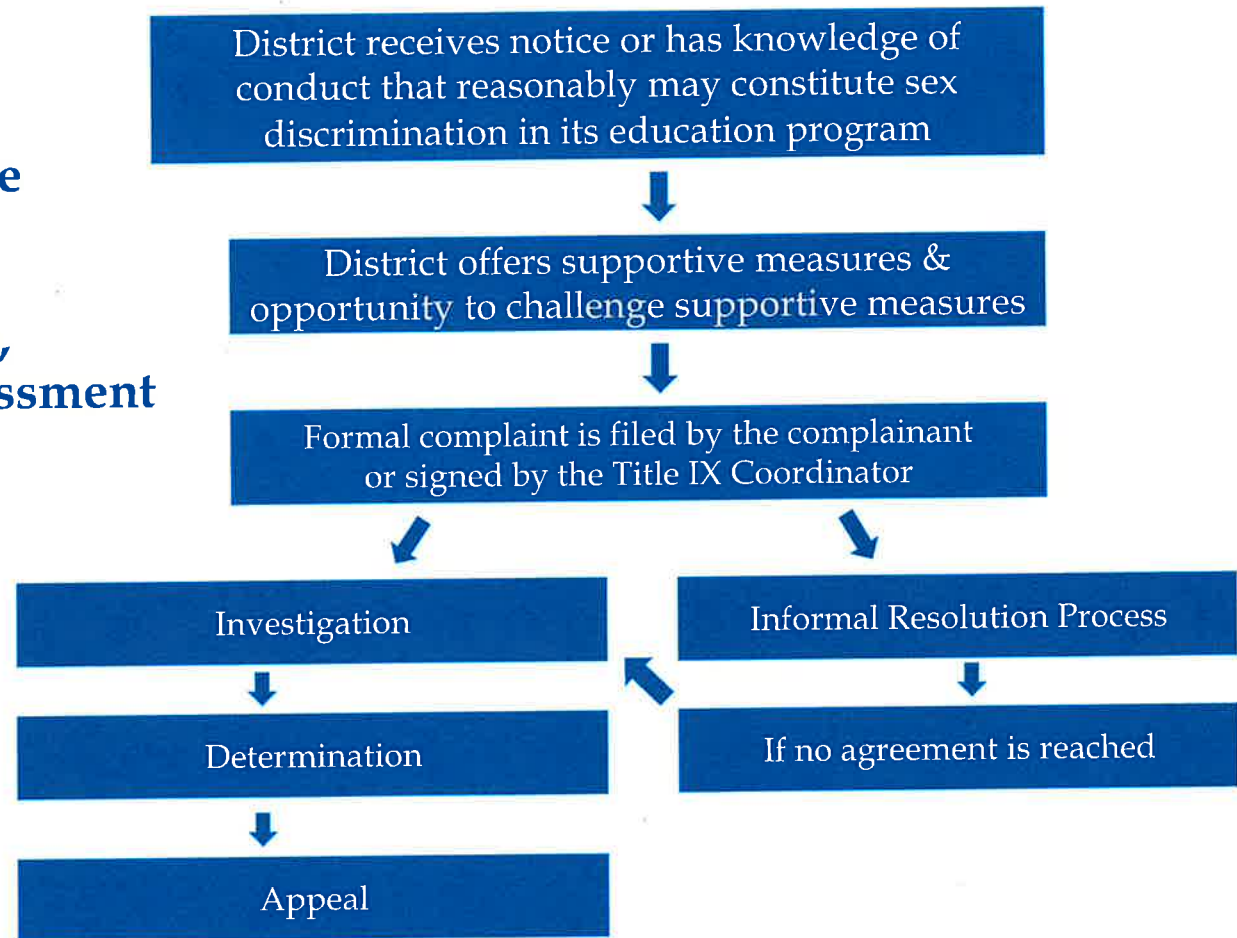 District receives notice or has knowledge of
conduct that reasonably may constitute sex
discrimination in its education program
District offers supportive measures &
opportunity to challenge supportive measures
Formal complaint is filed by the complainant
or signed by the Title IX Coordinator
Investigation
Informal Resolution Process
Determination
If no agreement is reached
Appeal